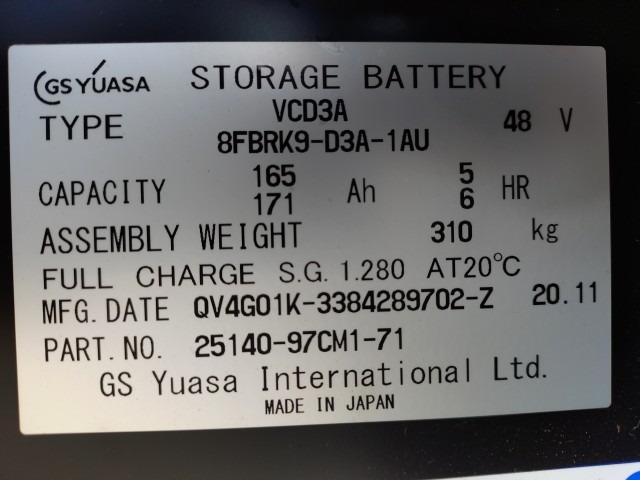 GS YUASA STORAGE BATTERY
TYPE VCD3A 48 V
8FBRK9-D3A-1AU
CAPACITY 165 Ah 5 HR
171 6
ASSEMBLY WEIGHT 310 kg
FULL CHARGE S.G. 1.280 AT20°C
MFG. DATE QV4G01K-3384289702-Z 20.11
PART. NO. 25140-97CM1-71
GS Yuasa International Ltd.
MADE IN JAPAN